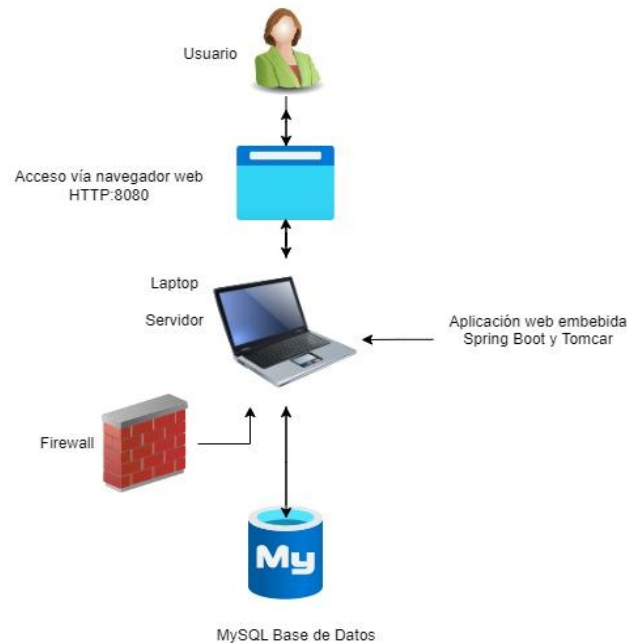 Usuario
Acceso vía navegador web
HTTP:8080
Laptop
Servidor
Aplicación web embebida
Spring Boot y Tomcar
Firewall
My
MySQL Base de Datos